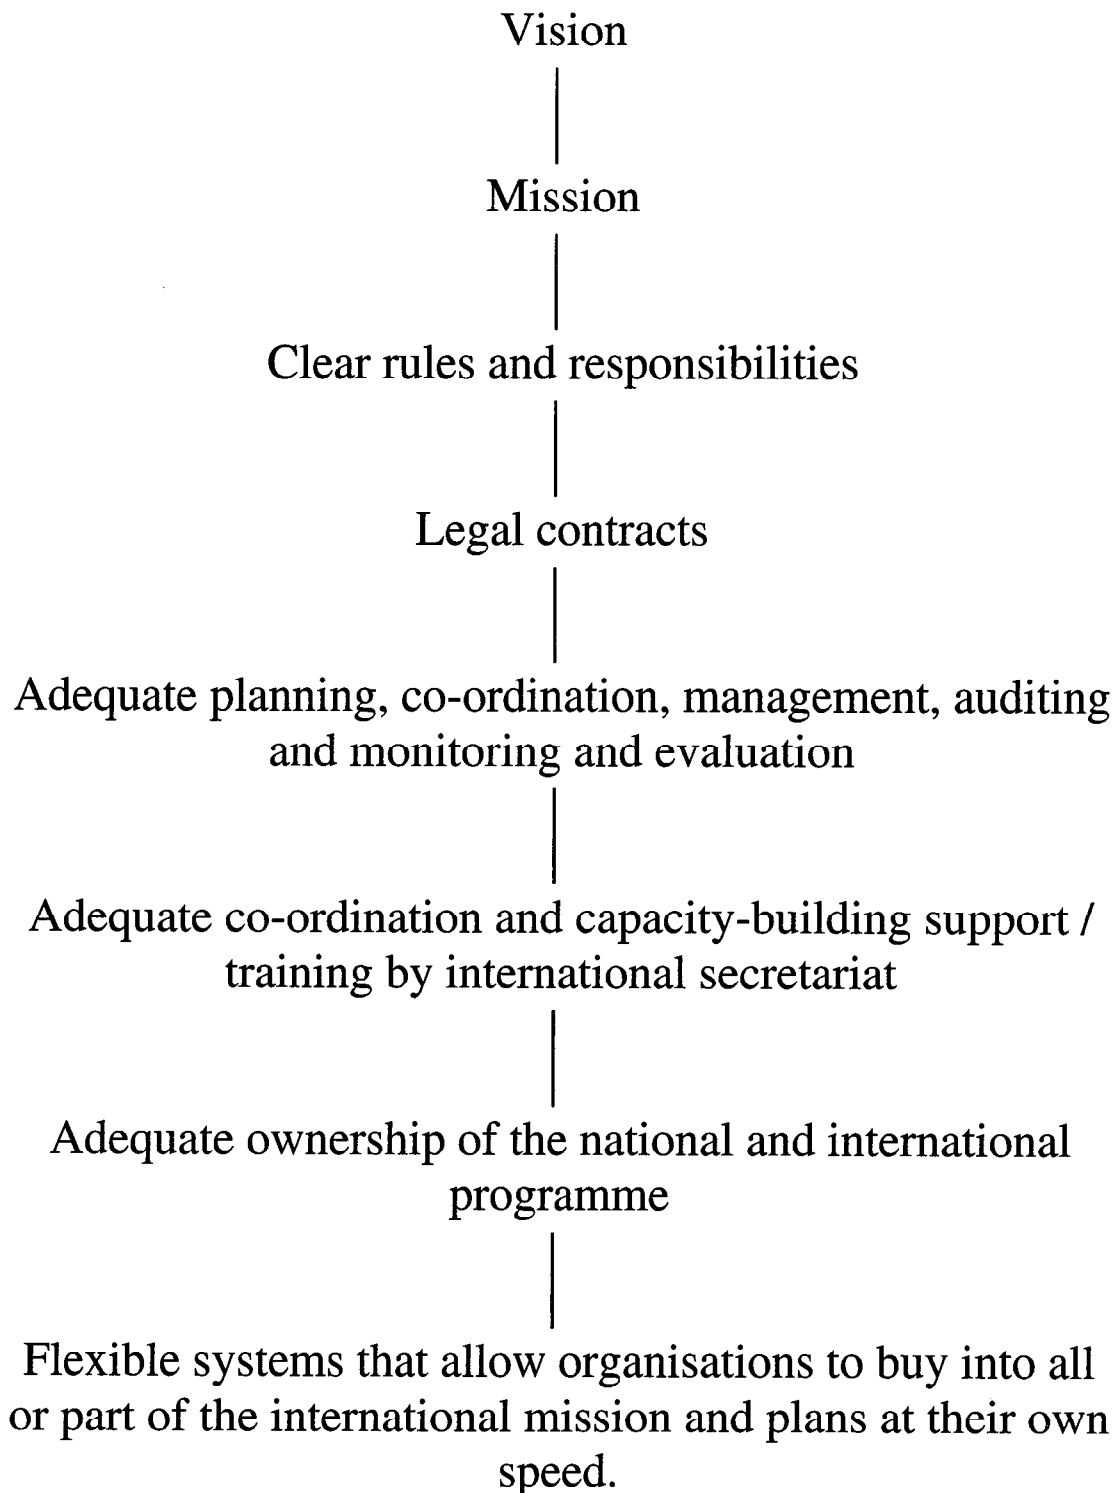 Vision
Mission
Clear rules and responsibilities
Legal contracts
Adequate planning, co-ordination, management, auditing
and monitoring and evaluation
Adequate co-ordination and capacity-building support /
training by international secretariat
Adequate ownership of the national and international
programme
Flexible systems that allow organisations to buy into all
or part of the international mission and plans at their own
speed.